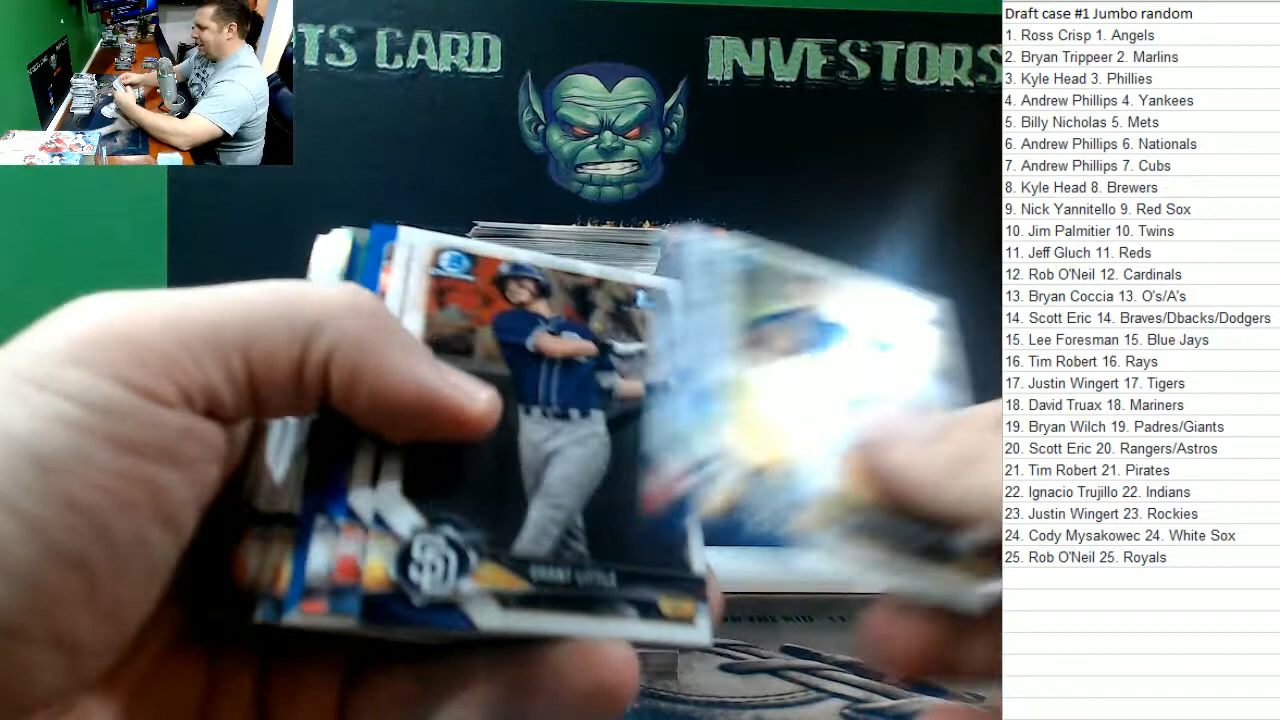 TS CARD INVESTORS
SD
GRANT LITTLE
Draft case #1 Jumbo random
1. Ross Crisp 1. Angels
2. Bryan Trippeer 2. Marlins
3. Kyle Head 3. Phillies
4. Andrew Phillips 4. Yankees
5. Billy Nicholas 5. Mets
6. Andrew Phillips 6. Nationals
7. Andrew Phillips 7. Cubs
8. Kyle Head 8. Brewers
9. Nick Yannitello 9. Red Sox
10. Jim Palmitier 10. Twins
11. Jeff Gluch 11. Reds
12. Rob O'Neil 12. Cardinals
13. Bryan Coccia 13. O's/A's
14. Scott Eric 14. Braves/Dbacks/Dodgers
15. Lee Foresman 15. Blue Jays
16. Tim Robert 16. Rays
17. Justin Wingert 17. Tigers
18. David Truax 18. Mariners
19. Bryan Wilch 19. Padres/Giants
20. Scott Eric 20. Rangers/Astros
21. Tim Robert 21. Pirates
22. Ignacio Trujillo 22. Indians
23. Justin Wingert 23. Rockies
24. Cody Mysakowec 24. White Sox
25. Rob O'Neil 25. Royals